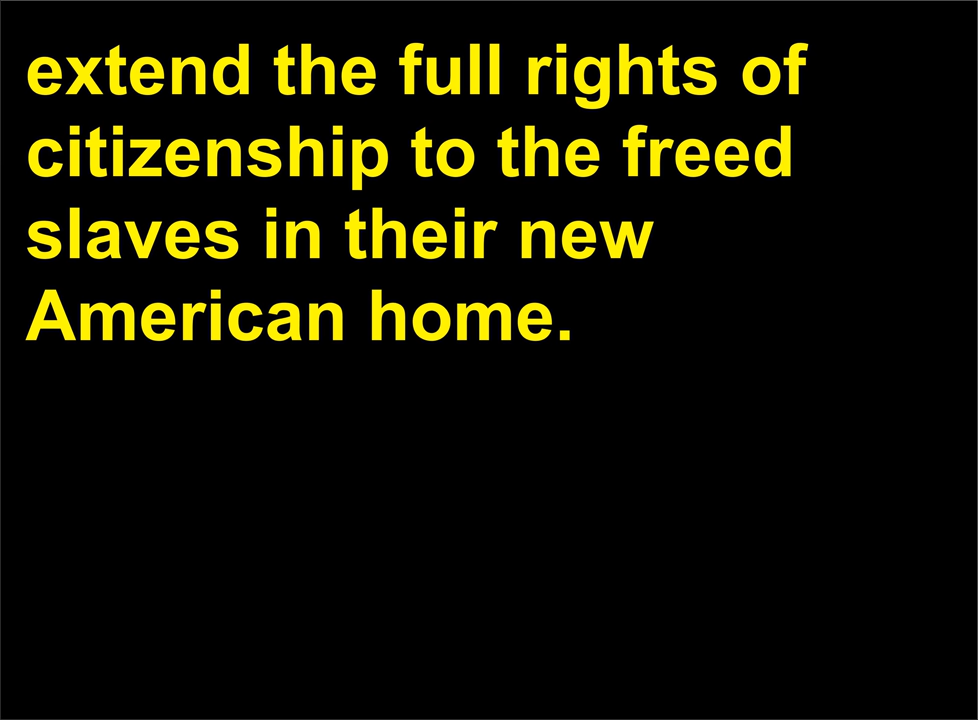 extend the full rights of
citizenship to the freed
slaves in their new
American home.